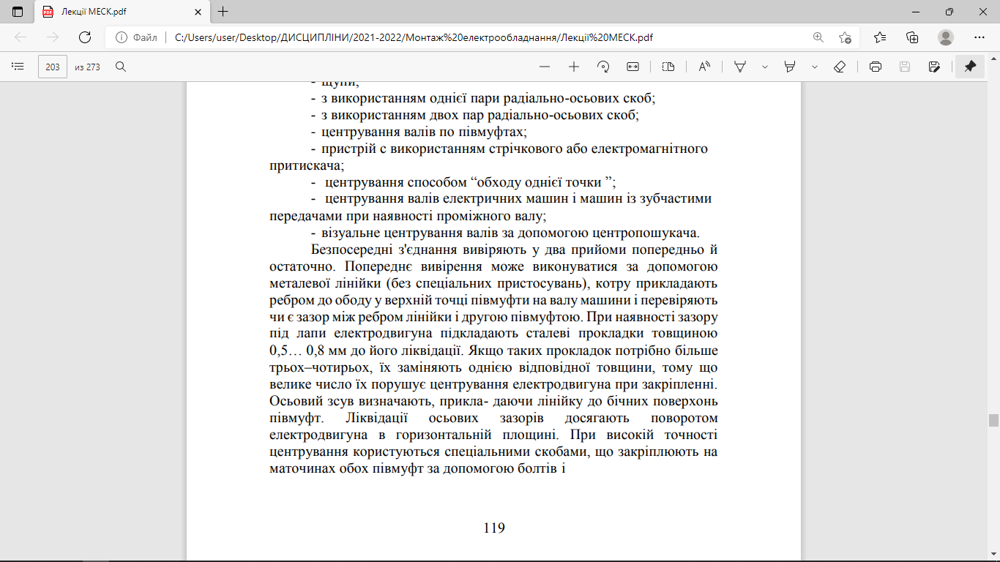 Лекції МЕСК.pdf
Файл
C:/Users/user/Desktop/ДИСЦИПЛІНИ/2021-2022/Монтаж%20електрообладнання/Лекції%20МЕСК.pdf
203 из 273
- щупи;
- з використанням однієї пари радіально-осьових скоб;
- з використанням двох пар радіально-осьових скоб;
- центрування валів по півмуфтах;
- пристрій с використанням стрічкового або електромагнітного
притискача;
- центрування способом “обходу однієї точки ”;
- центрування валів електричних машин і машин із зубчастими
передачами при наявності проміжного валу;
- візуальне центрування валів за допомогою центропошукача.
Безпосередні з'єднання вивіряють у два прийоми попередньо й
остаточно. Попереднє вивірення може виконуватися за допомогою
металевої лінійки (без спеціальних пристосувань), котру прикладають
ребром до ободу у верхній точці півмуфти на валу машини і перевіряють
чи є зазор між ребром лінійки і другою півмуфтою. При наявності зазору
під лапи електродвигуна підкладають сталеві прокладки товщиною
0,5… 0,8 мм до його ліквідації. Якщо таких прокладок потрібно більше
трьох–чотирьох, їх заміняють однією відповідної товщини, тому що
велике число їх порушує центрування електродвигуна при закріпленні.
Осьовий зсув визначають, прикла- даючи лінійку до бічних поверхонь
півмуфт. Ліквідації осьових зазорів досягають поворотом
електродвигуна в горизонтальній площині. При високій точності
центрування користуються спеціальними скобами, що закріплюють на
маточинах обох півмуфт за допомогою болтів і
119